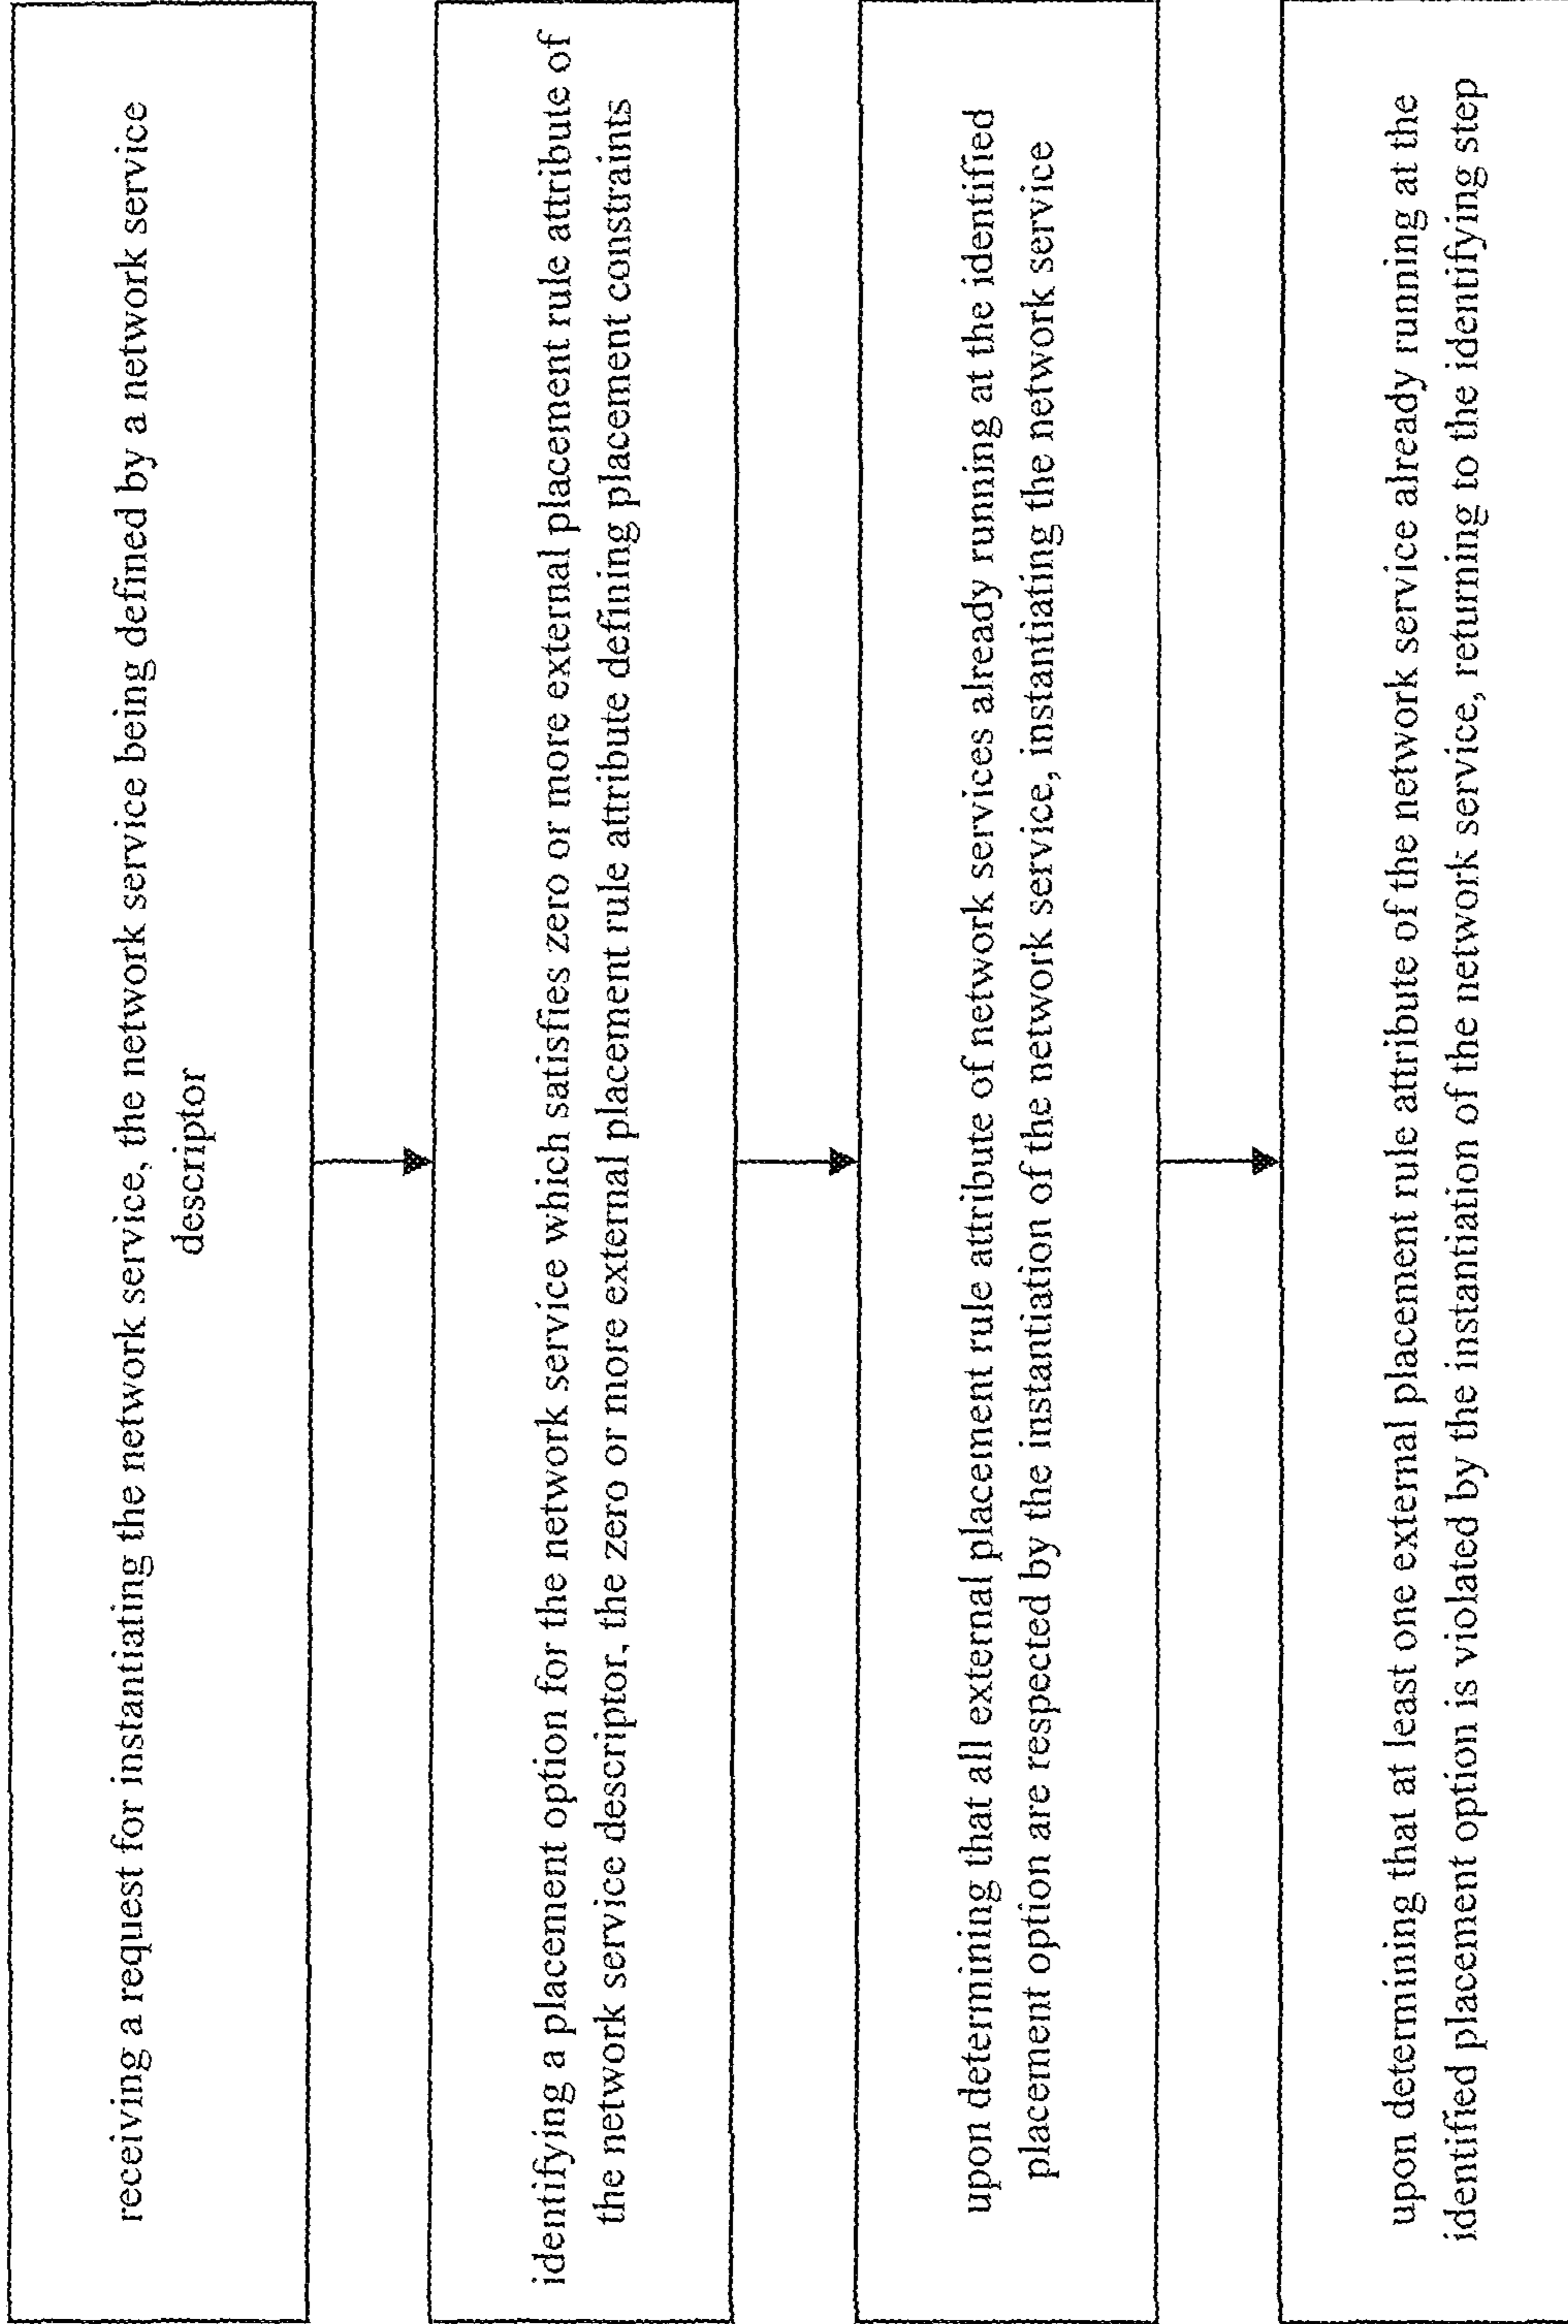 receiving a request for instantiating the network service, the network service being defined by a network service
descriptor
identifying a placement option for the network service which satisfies zero or more external placement rule attribute of
the network service descriptor, the zero or more external placement rule attribute defining placement constraints
upon determining that all external placement rule attribute of network services already running at the identified
placement option are respected by the instantiation of the network service, instantiating the network service
upon determining that at least one external placement rule attribute of the network service already running at the
identified placement option is violated by the instantiation of the network service, returning to the identifying step